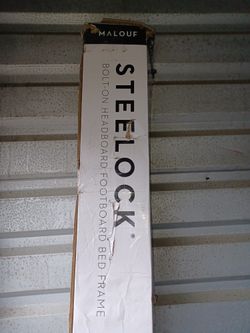 MALOUF
STEELOCK®
BOLT-ON HEADBOARD FOOTBOARD BED FRAME